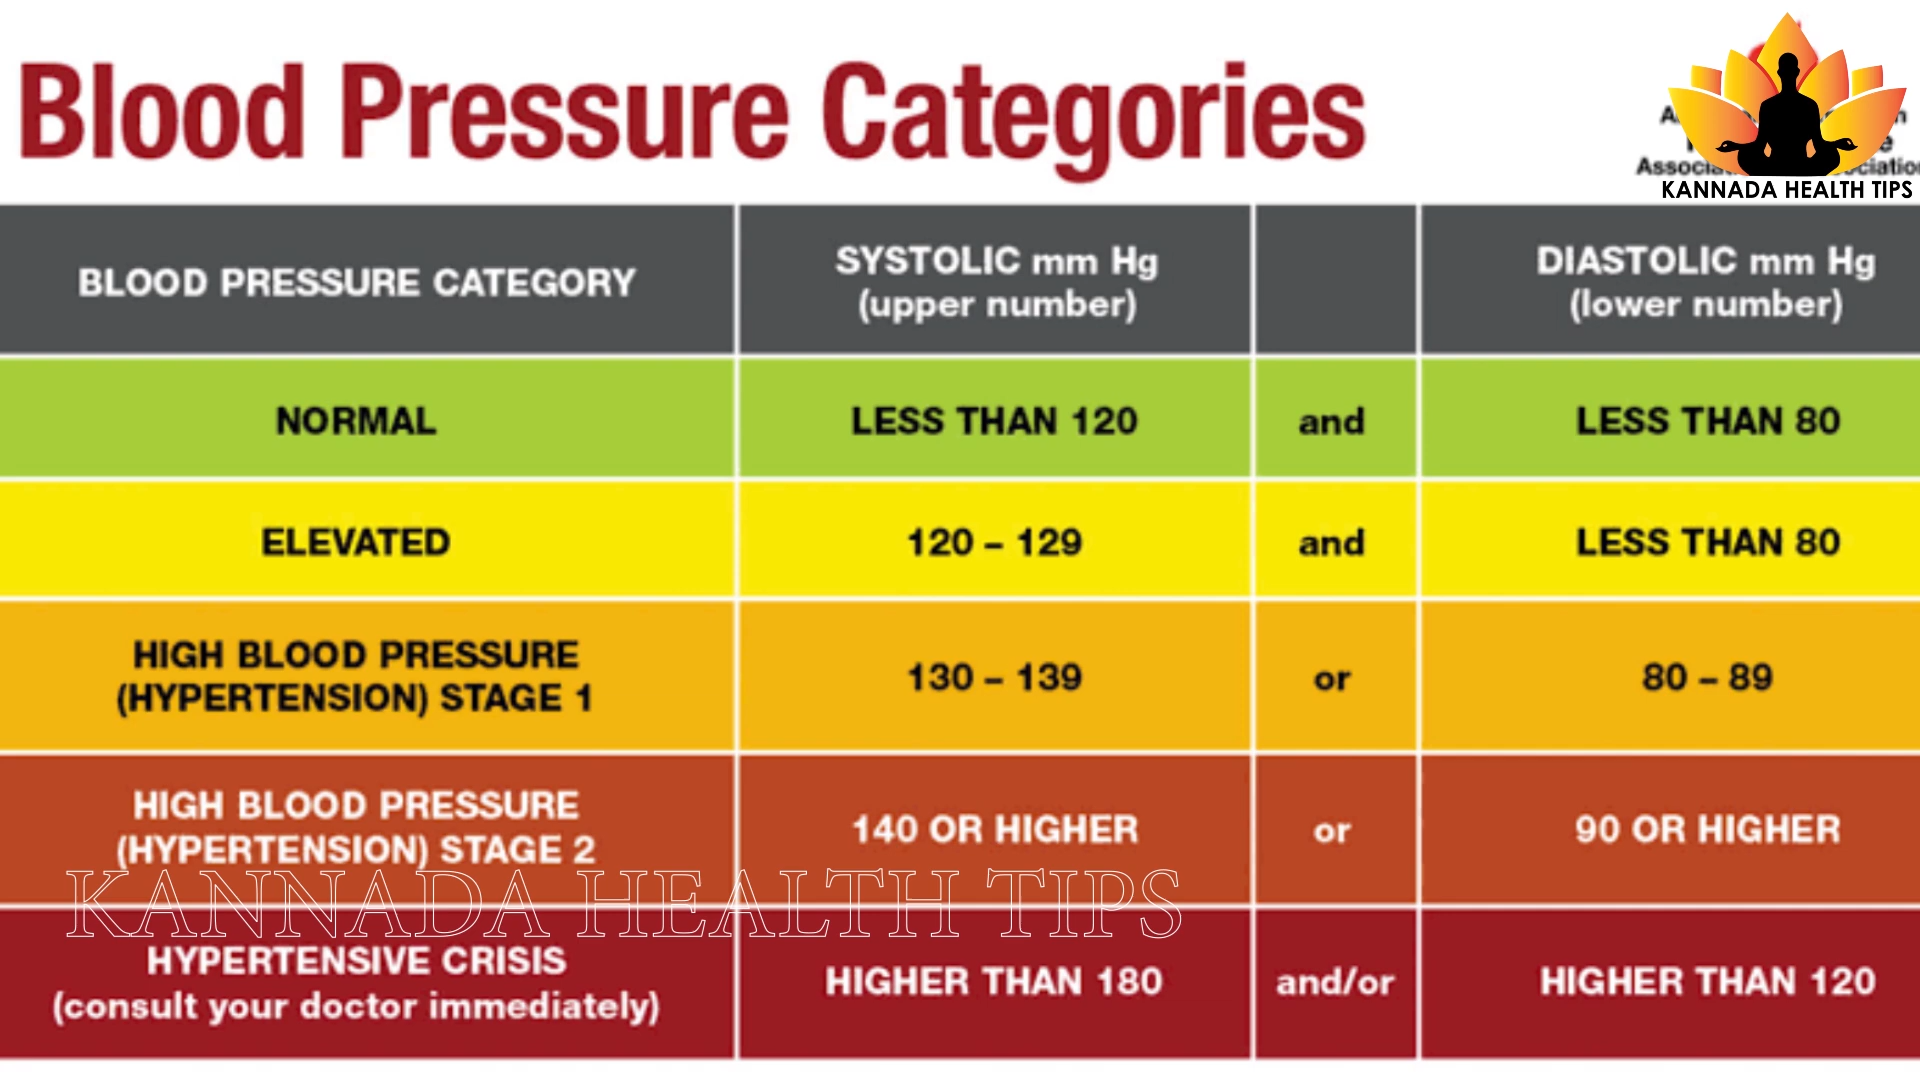 Blood Pressure Categories
KANNADA HEALTH TIPS
BLOOD PRESSURE CATEGORY
SYSTOLIC mm Hg
(upper number)
DIASTOLIC mm Hg
(lower number)
NORMAL
LESS THAN 120
and
LESS THAN 80
ELEVATED
120 – 129
and
LESS THAN 80
HIGH BLOOD PRESSURE
(HYPERTENSION) STAGE 1
130 – 139
or
80 – 89
HIGH BLOOD PRESSURE
(HYPERTENSION) STAGE 2
140 OR HIGHER
or
90 OR HIGHER
KANNADA HEALTH TIPS
HYPERTENSIVE CRISIS
(consult your doctor immediately)
HIGHER THAN 180
and/or
HIGHER THAN 120